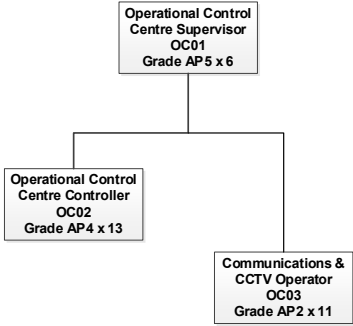 Operational Control
Centre Supervisor
OC01
Grade AP5 x 6
Operational Control
Centre Controller
OC02
Grade AP4 x 13
Communications &
CCTV Operator
OC03
Grade AP2 x 11